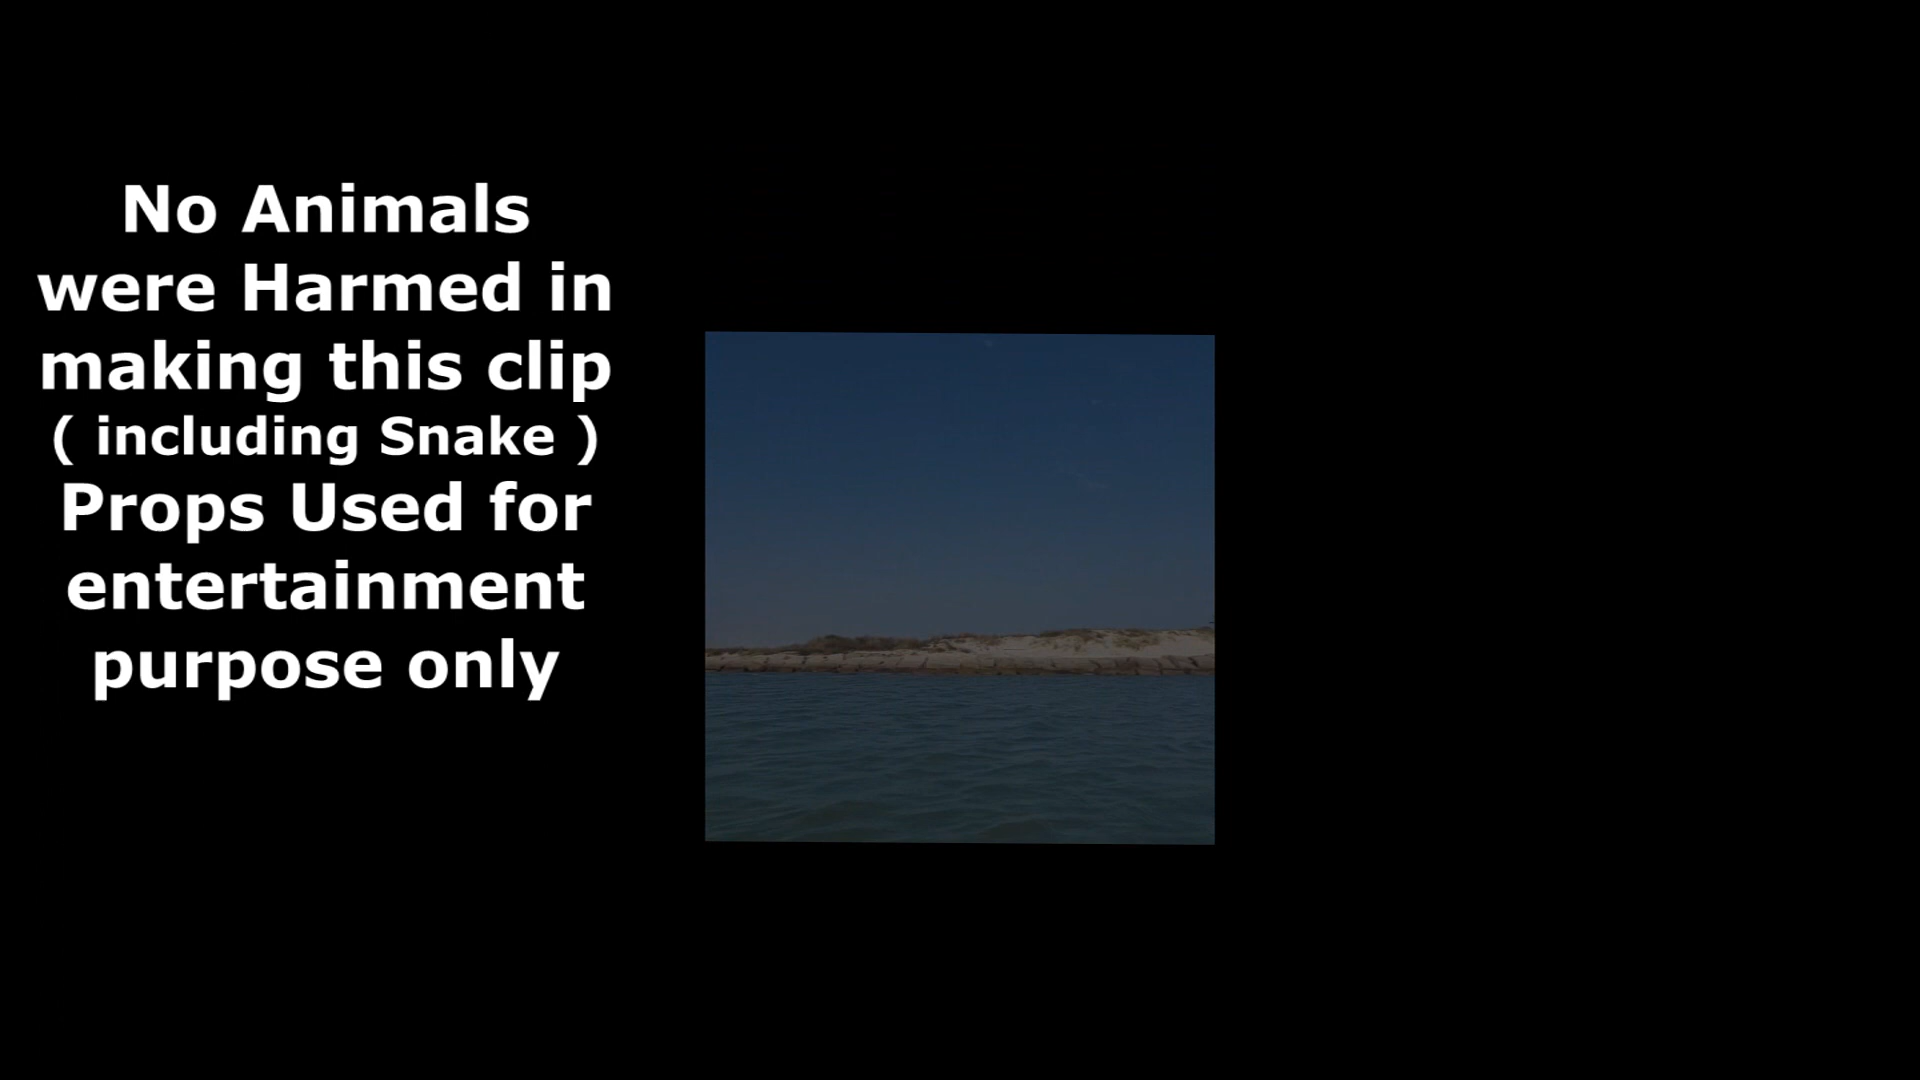 No Animals
were Harmed in
making this clip
( including Snake )
Props Used for
entertainment
purpose only